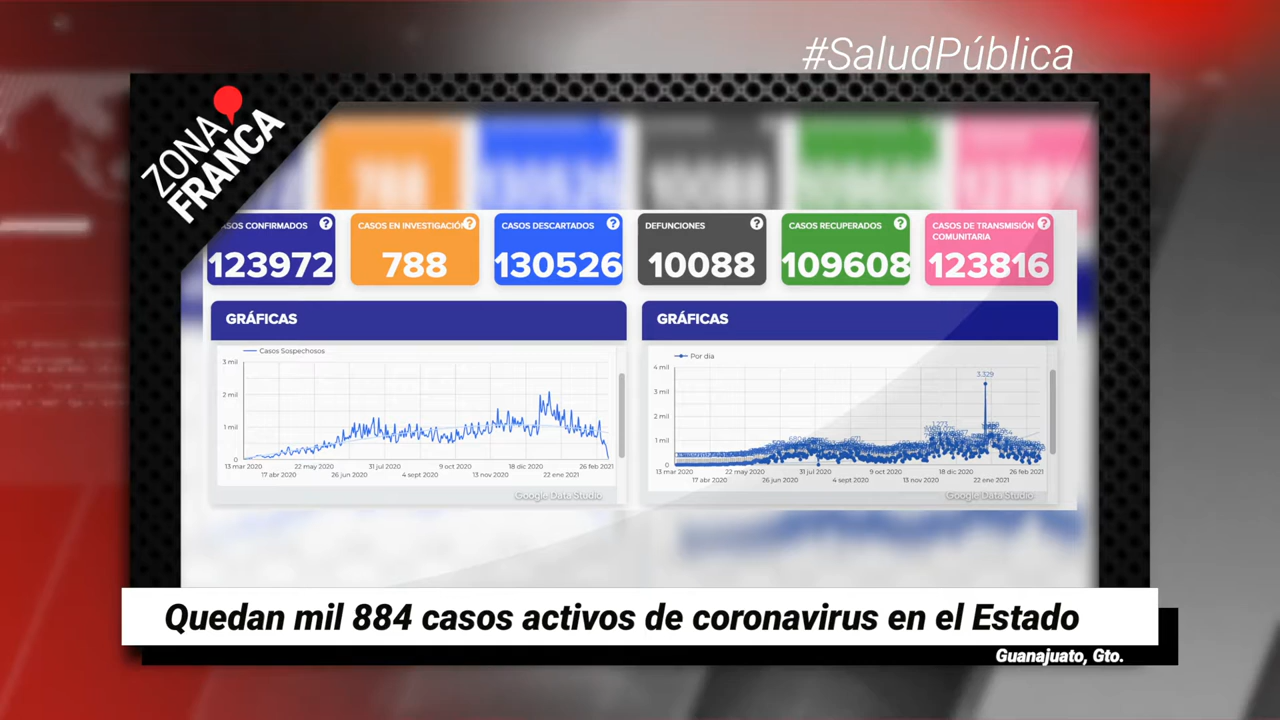 #SaludPública
ZONA
FRANCA
788
130526
10088
CASOS CONFIRMADOS
CASOS EN INVESTIGACIÓN
CASOS DESCARTADOS
DEFUNCIONES
CASOS RECUPERADOS
CASOS DE TRANSMISIÓN
COMUNITARIA
123972
788
130526
10088
109608
123816
GRÁFICAS
GRÁFICAS
Casos Sospechosos
3 mil
2 mil
1 mil
0
13 mar 2020
22 may 2020
31 jul 2020
9 oct 2020
18 dic 2020
26 feb 2021
17 abr 2020
26 jun 2020
4 sept 2020
13 nov 2020
22 ene 2021
Google Data Studio
Por día
4 mil
3 mil
2 mil
1 mil
0
3.329
13 mar 2020
22 may 2020
31 jul 2020
9 oct 2020
18 dic 2020
26 feb 2021
17 abr 2020
26 jun 2020
4 sept 2020
13 nov 2020
22 ene 2021
Google Data Studio
Quedan mil 884 casos activos de coronavirus en el Estado
Guanajuato, Gto.